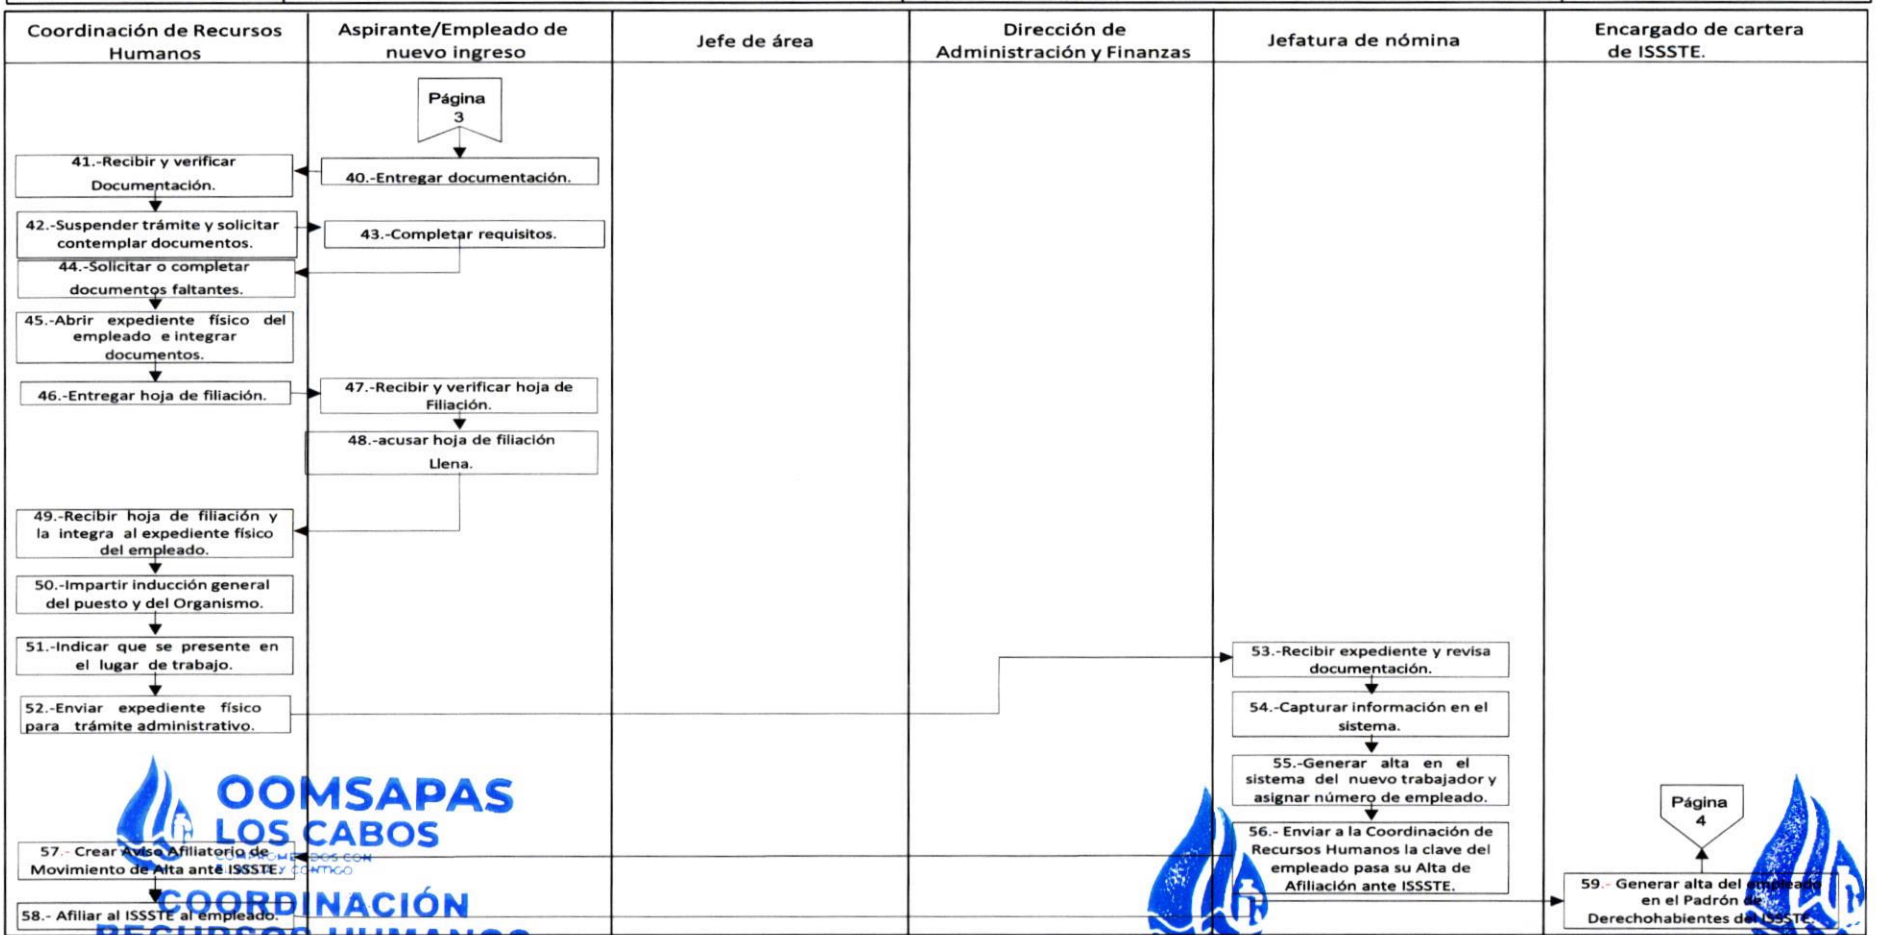 Coordinación de Recursos
Humanos
Aspirante/Empleado de
nuevo ingreso
Jefe de área
Dirección de
Administración y Finanzas
Jefatura de nómina
Encargado de cartera
de ISSSTE.
Página
3
40.-Entregar documentación.
41.-Recibir y verificar
Documentación.
42.-Suspender trámite y solicitar
contemplar documentos.
43.-Completar requisitos.
44.-Solicitar o completar
documentos faltantes.
45.-Abrir expediente físico del
empleado e integrar
documentos.
46.-Entregar hoja de filiación.
47.-Recibir y verificar hoja de
Filiación.
48.-acusar hoja de filiación
Llena.
49.-Recibir hoja de filiación y
la integra al expediente físico
del empleado.
50.-Impartir inducción general
del puesto y del Organismo.
51.-Indicar que se presente en
el lugar de trabajo.
52.-Enviar expediente físico
para trámite administrativo.
53.-Recibir expediente y revisa
documentación.
54.-Capturar información en el
sistema.
55.-Generar alta en el
sistema del nuevo trabajador y
asignar número de empleado.
56.- Enviar a la Coordinación de
Recursos Humanos la clave del
empleado pasa su Alta de
Afiliación ante ISSSTE.
OOMSAPAS
LOS CABOS
57.- Crear Aviso Afiliatorio de
Movimiento de Alta ante ISSSTE.
COORDINACIÓN
58.- Afiliar al ISSSTE al empleado.
RECURSOS HUMANOS
Página
4
59.- Generar alta del empleado
en el Padrón de
Derechohabientes del ISSSTE.